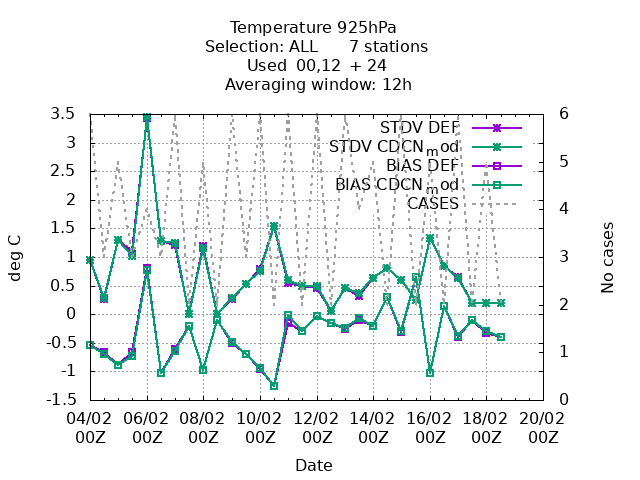 Temperature 925hPa
Selection: ALL 7 stations
Used 00,12 + 24
Averaging window: 12h
STDV DEF
STDV CDCN_mod
BIAS DEF
BIAS CDCN_mod
CASES
3.5
3
2.5
2
1.5
1
0.5
0
-0.5
-1
-1.5
deg C
6
5
4
3
2
1
0
No cases
04/02 06/02 08/02 10/02 12/02 14/02 16/02 18/02 20/02
00Z 00Z 00Z 00Z 00Z 00Z 00Z 00Z 00Z
Date